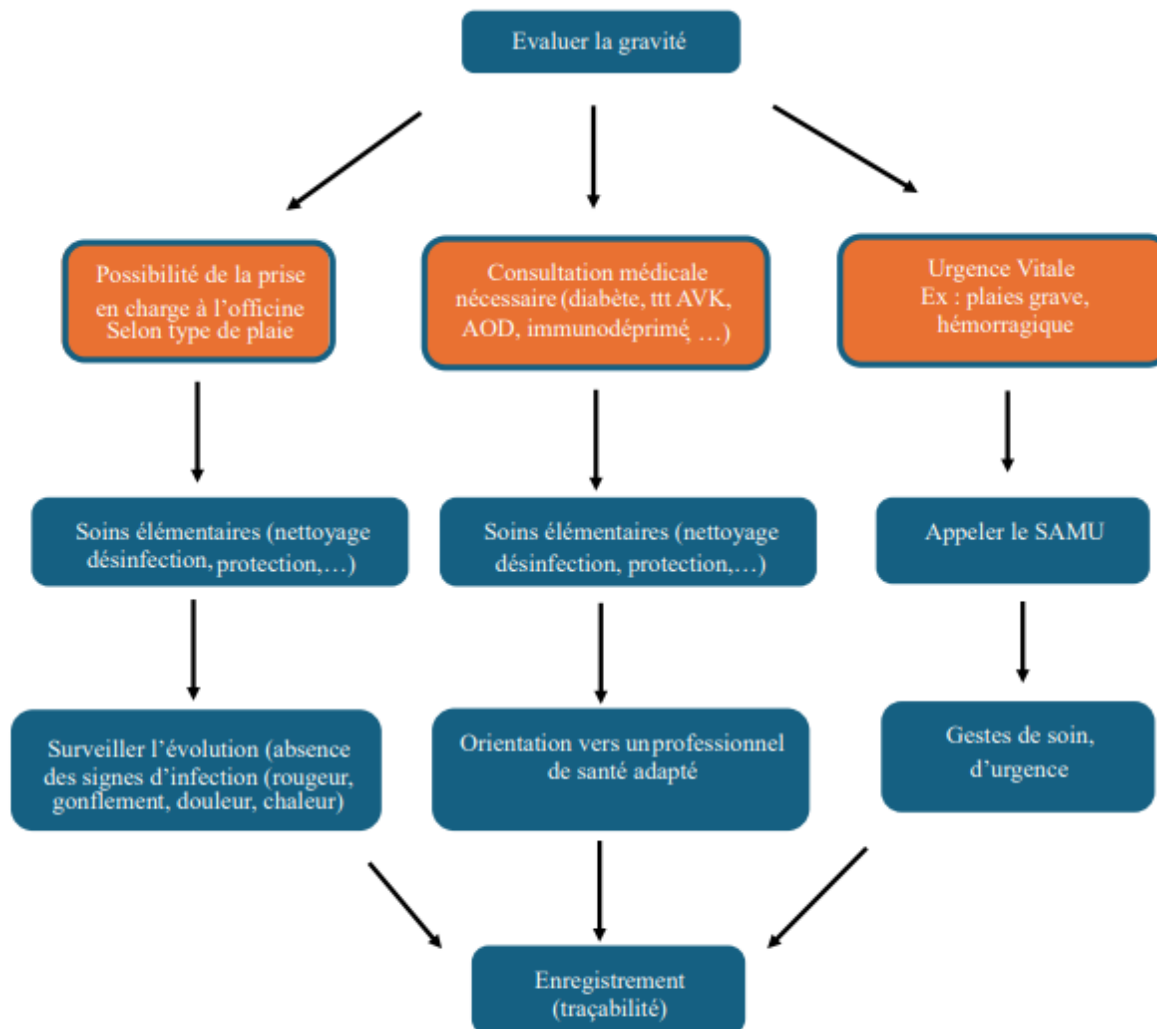 Evaluer la gravité
Possibilité de la prise
en charge à l'officine
Selon type de plaie
Consultation médicale
nécessaire (diabète, ttt AVK,
AOD, immunodéprimé, …)
Urgence Vitale
Ex : plaies grave,
hémorragique
Soins élémentaires (nettoyage
désinfection, protection,…)
Soins élémentaires (nettoyage
désinfection, protection,…)
Appeler le SAMU
Surveiller l'évolution (absence
des signes d'infection (rougeur,
gonflement, douleur, chaleur)
Orientation vers un professionnel
de santé adapté
Gestes de soin,
d'urgence
Enregistrement
(traçabilité)